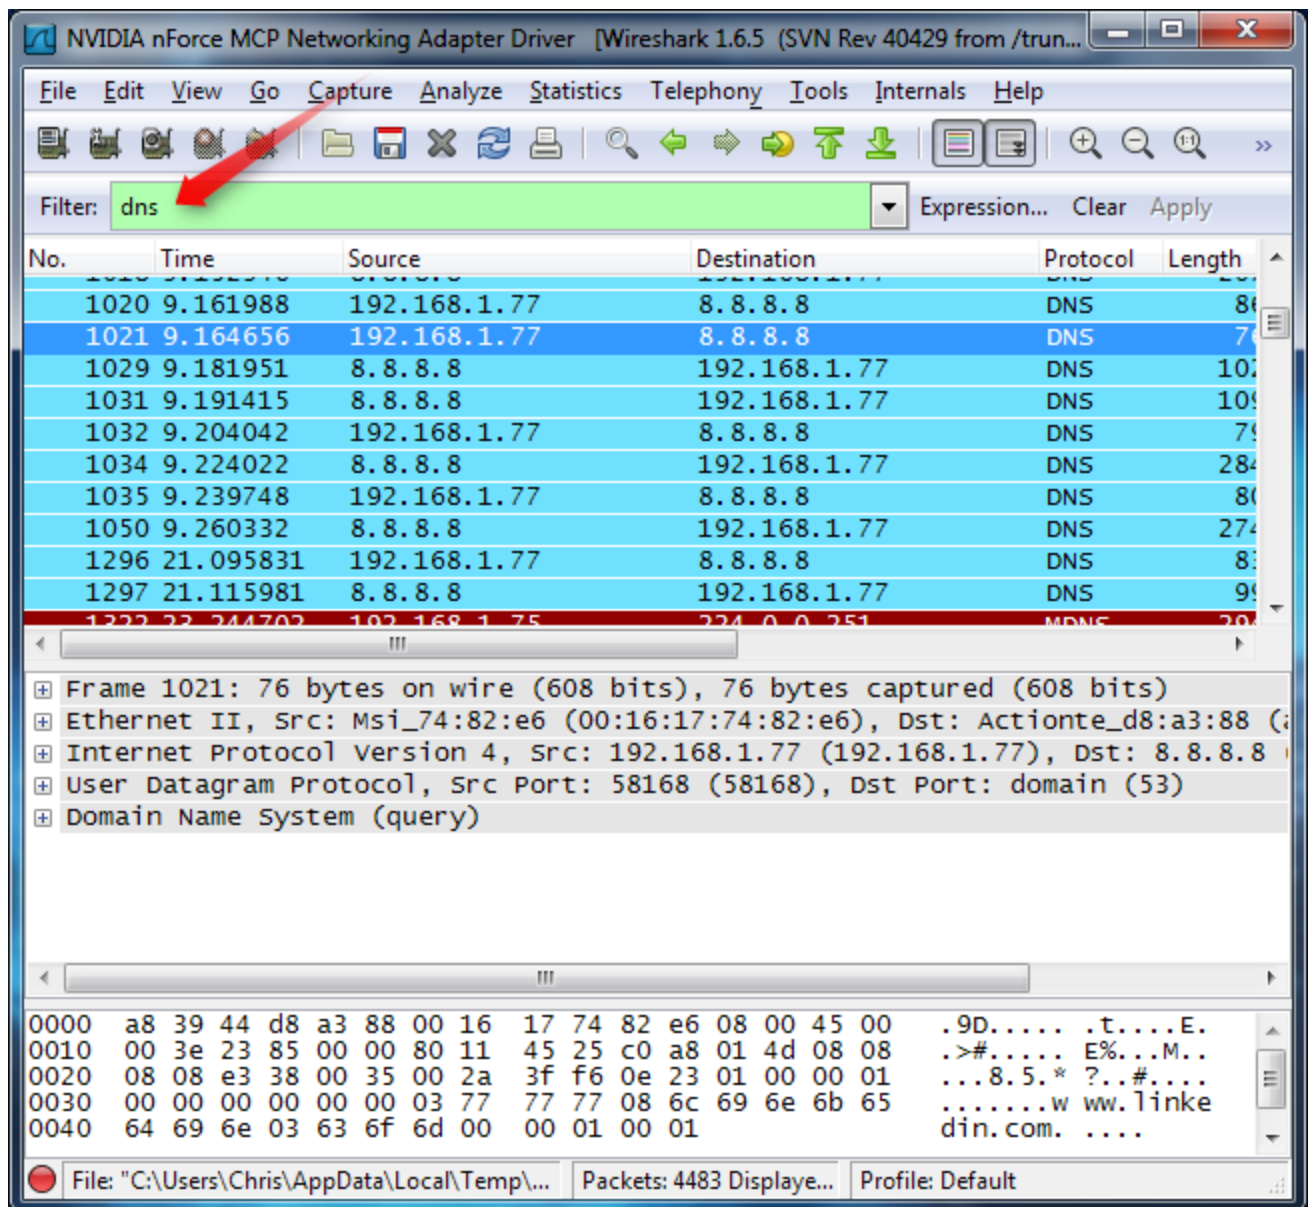 NVIDIA nForce MCP Networking Adapter Driver [Wireshark 1.6.5 (SVN Rev 40429 from /trun...
File Edit View Go Capture Analyze Statistics Telephony Tools Internals Help
Filter: dns Expression... Clear Apply
No. Time Source Destination Protocol Length
1020 9.161988 192.168.1.77 8.8.8.8 DNS
1021 9.164656 192.168.1.77 8.8.8.8 DNS
1029 9.181951 8.8.8.8 192.168.1.77 DNS
1031 9.191415 8.8.8.8 192.168.1.77 DNS
1032 9.204042 192.168.1.77 8.8.8.8 DNS
1034 9.224022 8.8.8.8 192.168.1.77 DNS 284
1035 9.239748 192.168.1.77 8.8.8.8 DNS
1050 9.260332 8.8.8.8 192.168.1.77 DNS 274
1296 21.095831 192.168.1.77 8.8.8.8 DNS
1297 21.115981 8.8.8.8 192.168.1.77 DNS
1322 23.244702 192.168.1.75 224.0.0.251 MDNS
Frame 1021: 76 bytes on wire (608 bits), 76 bytes captured (608 bits)
Ethernet II, Src: Msi_74:82:e6 (00:16:17:74:82:e6), Dst: Actionte_d8:a3:88 (a
Internet Protocol Version 4, Src: 192.168.1.77 (192.168.1.77), Dst: 8.8.8.8
User Datagram Protocol, Src Port: 58168 (58168), Dst Port: domain (53)
Domain Name System (query)
0000 a8 39 44 d8 a3 88 00 16 17 74 82 e6 08 00 45 00 .9D..... .t....E.
0010 00 3e 23 85 00 00 80 11 45 25 c0 a8 01 4d 08 08 .>#..... E%...M..
0020 08 08 e3 38 00 35 00 2a 3f f6 0e 23 01 00 00 01 ...8.5.* ?..#....
0030 00 00 00 00 00 00 03 77 77 77 08 6c 69 6e 6b 65 .......w ww.linke
0040 64 69 6e 03 63 6f 6d 00 00 01 00 01 din.com. ....
File: "C:\Users\Chris\AppData\Local\Temp\... Packets: 4483 Displaye... Profile: Default